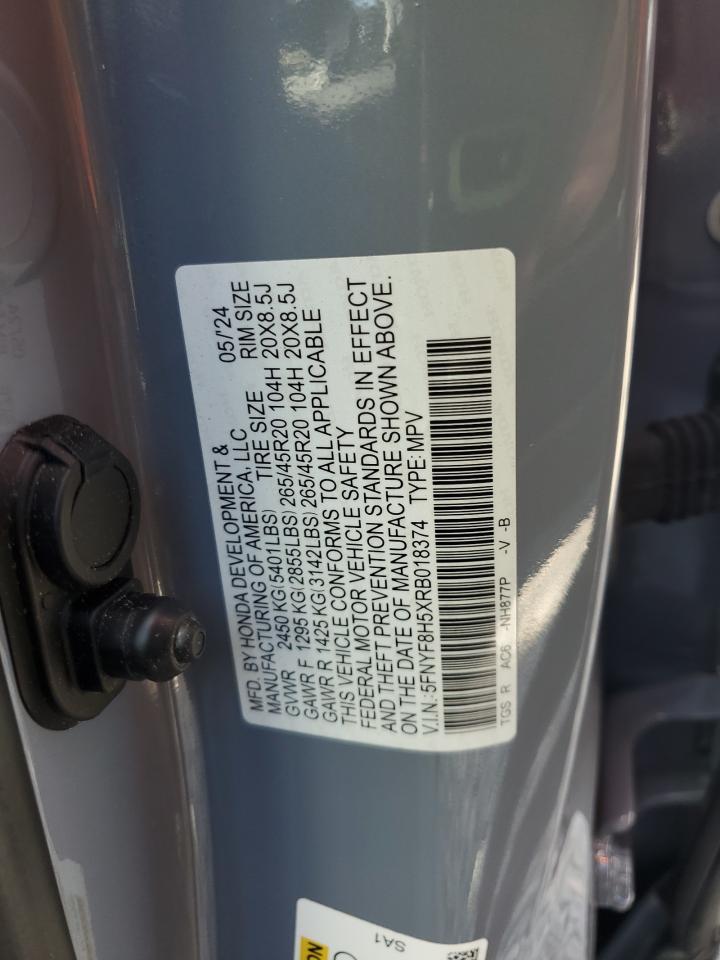 MFD. BY HONDA DEVELOPMENT &
MANUFACTURING OF AMERICA, LLC 05/'24
GVWR 2450 KG(5401LBS) TIRE SIZE RIM SIZE
GAWR F 1295 KG(2855LBS) 265/45R20 104H 20X8.5J
GAWR R 1425 KG(3142LBS) 265/45R20 104H 20X8.5J
THIS VEHICLE CONFORMS TO ALL APPLICABLE
FEDERAL MOTOR VEHICLE SAFETY
AND THEFT PREVENTION STANDARDS IN EFFECT
ON THE DATE OF MANUFACTURE SHOWN ABOVE.
V.I.N.: 5FNYF8H5XRB018374 TYPE: MPV
TGS R AC6 -NH877P -V -B
SA1